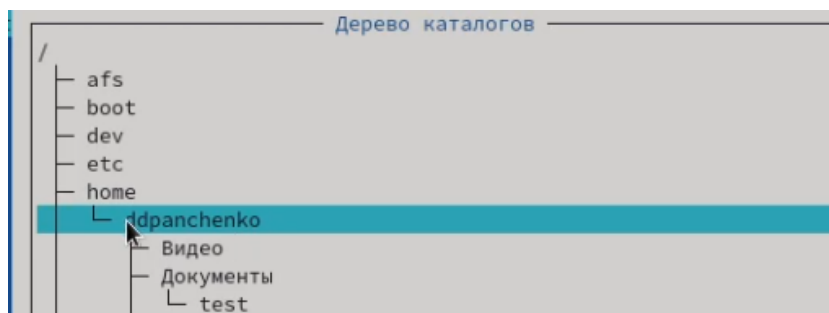 Дерево каталогов
/
afs
boot
dev
etc
home
ddpanchenko
Видео
Документы
test